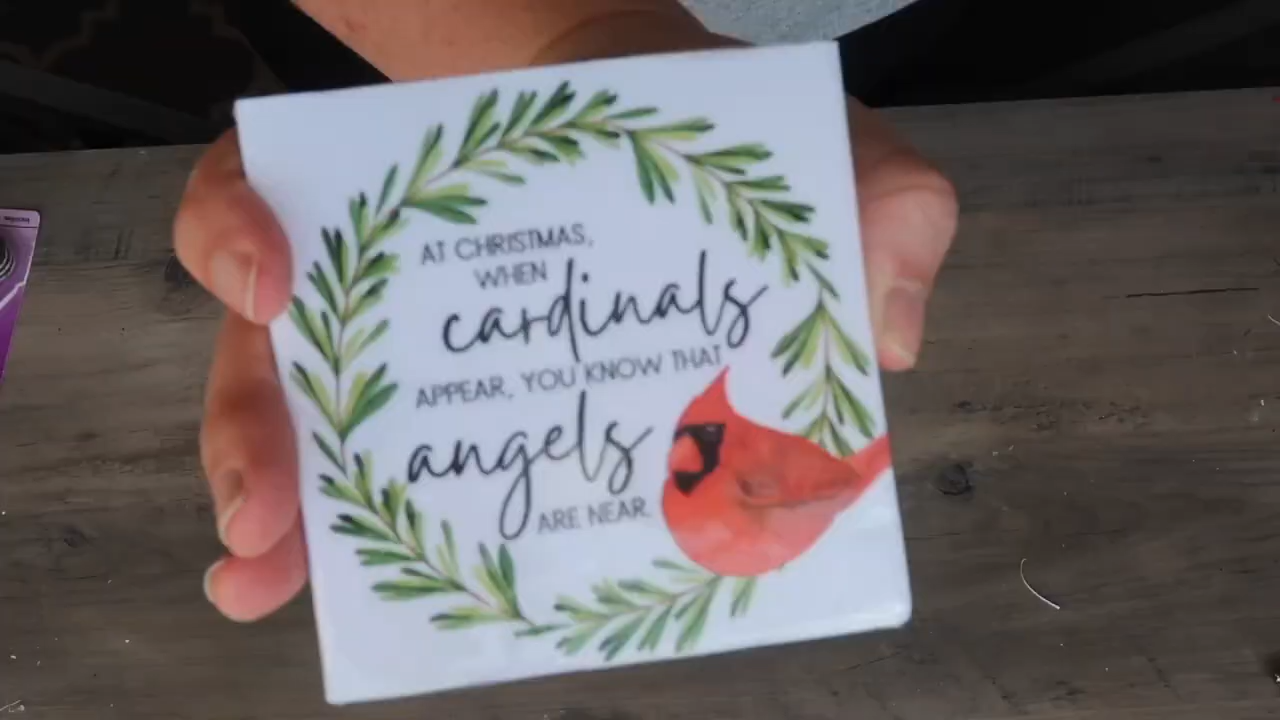 AT CHRISTMAS,
WHEN
cardinals
APPEAR, YOU KNOW THAT
angels
ARE NEAR.